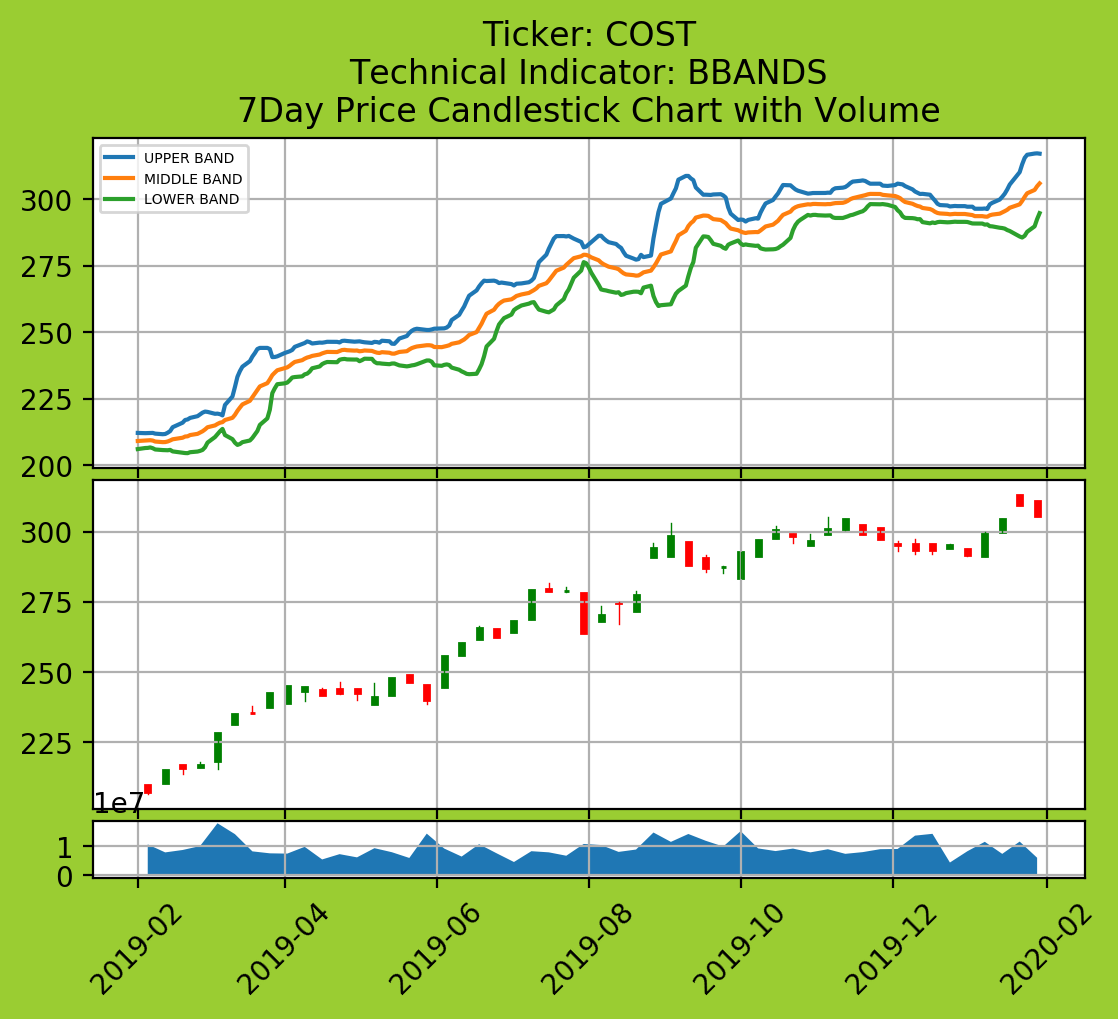 Ticker: COST
Technical Indicator: BBANDS
7Day Price Candlestick Chart with Volume
UPPER BAND
MIDDLE BAND
LOWER BAND
300
275
250
225
200
300
275
250
225
1e7
1
0
2019-02
2019-04
2019-06
2019-08
2019-10
2019-12
2020-02